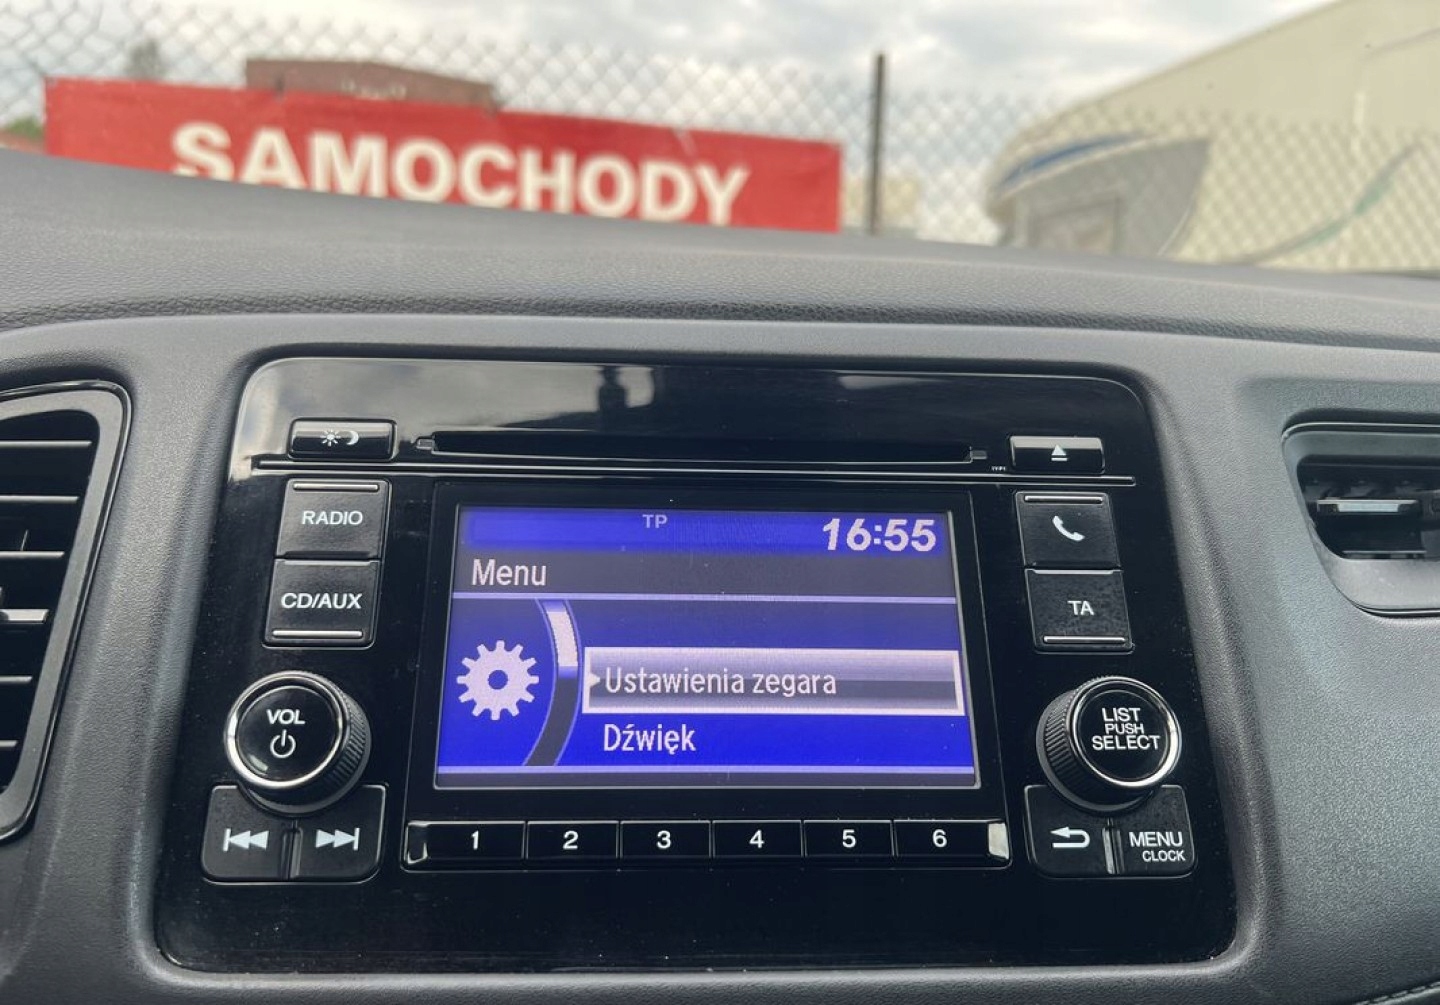 SAMOCHODY
RADIO
CD/AUX
VOL
TP
16:55
Menu
Ustawienia zegara
Dźwięk
TA
LIST
PUSH
SELECT
1 2 3 4 5 6
MENU
CLOCK